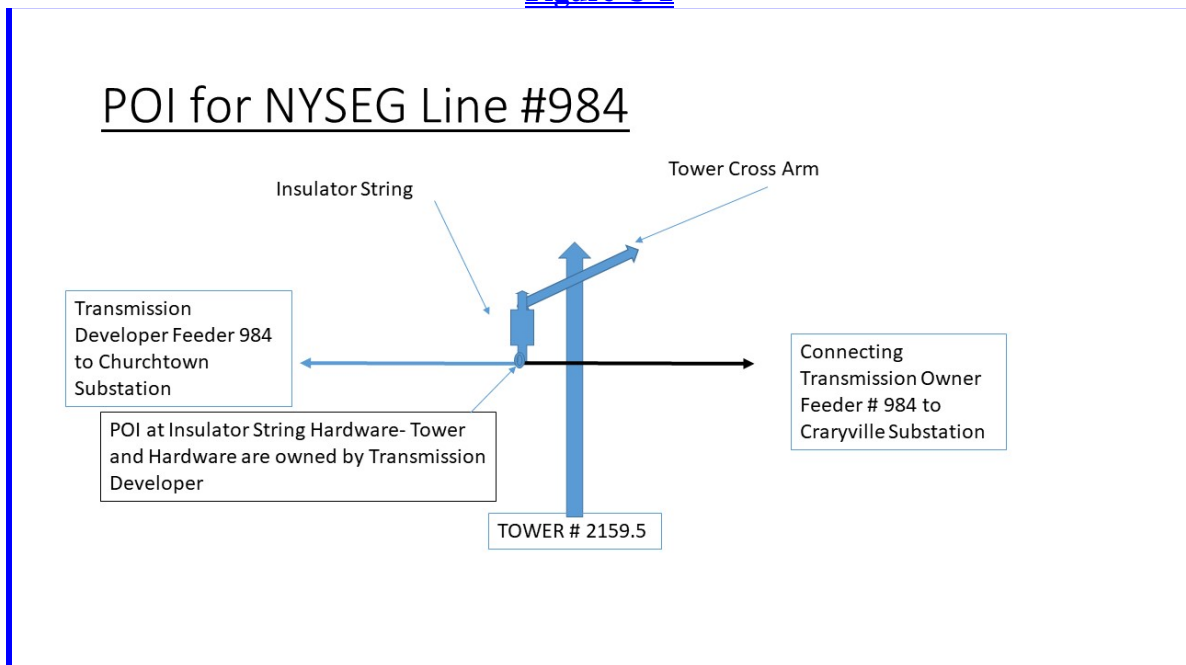 POI for NYSEG Line #984
Tower Cross Arm
Insulator String
Transmission
Developer Feeder 984
to Churchtown
Substation
Connecting
Transmission Owner
Feeder # 984 to
Craryville Substation
POI at Insulator String Hardware- Tower
and Hardware are owned by Transmission
Developer
TOWER # 2159.5